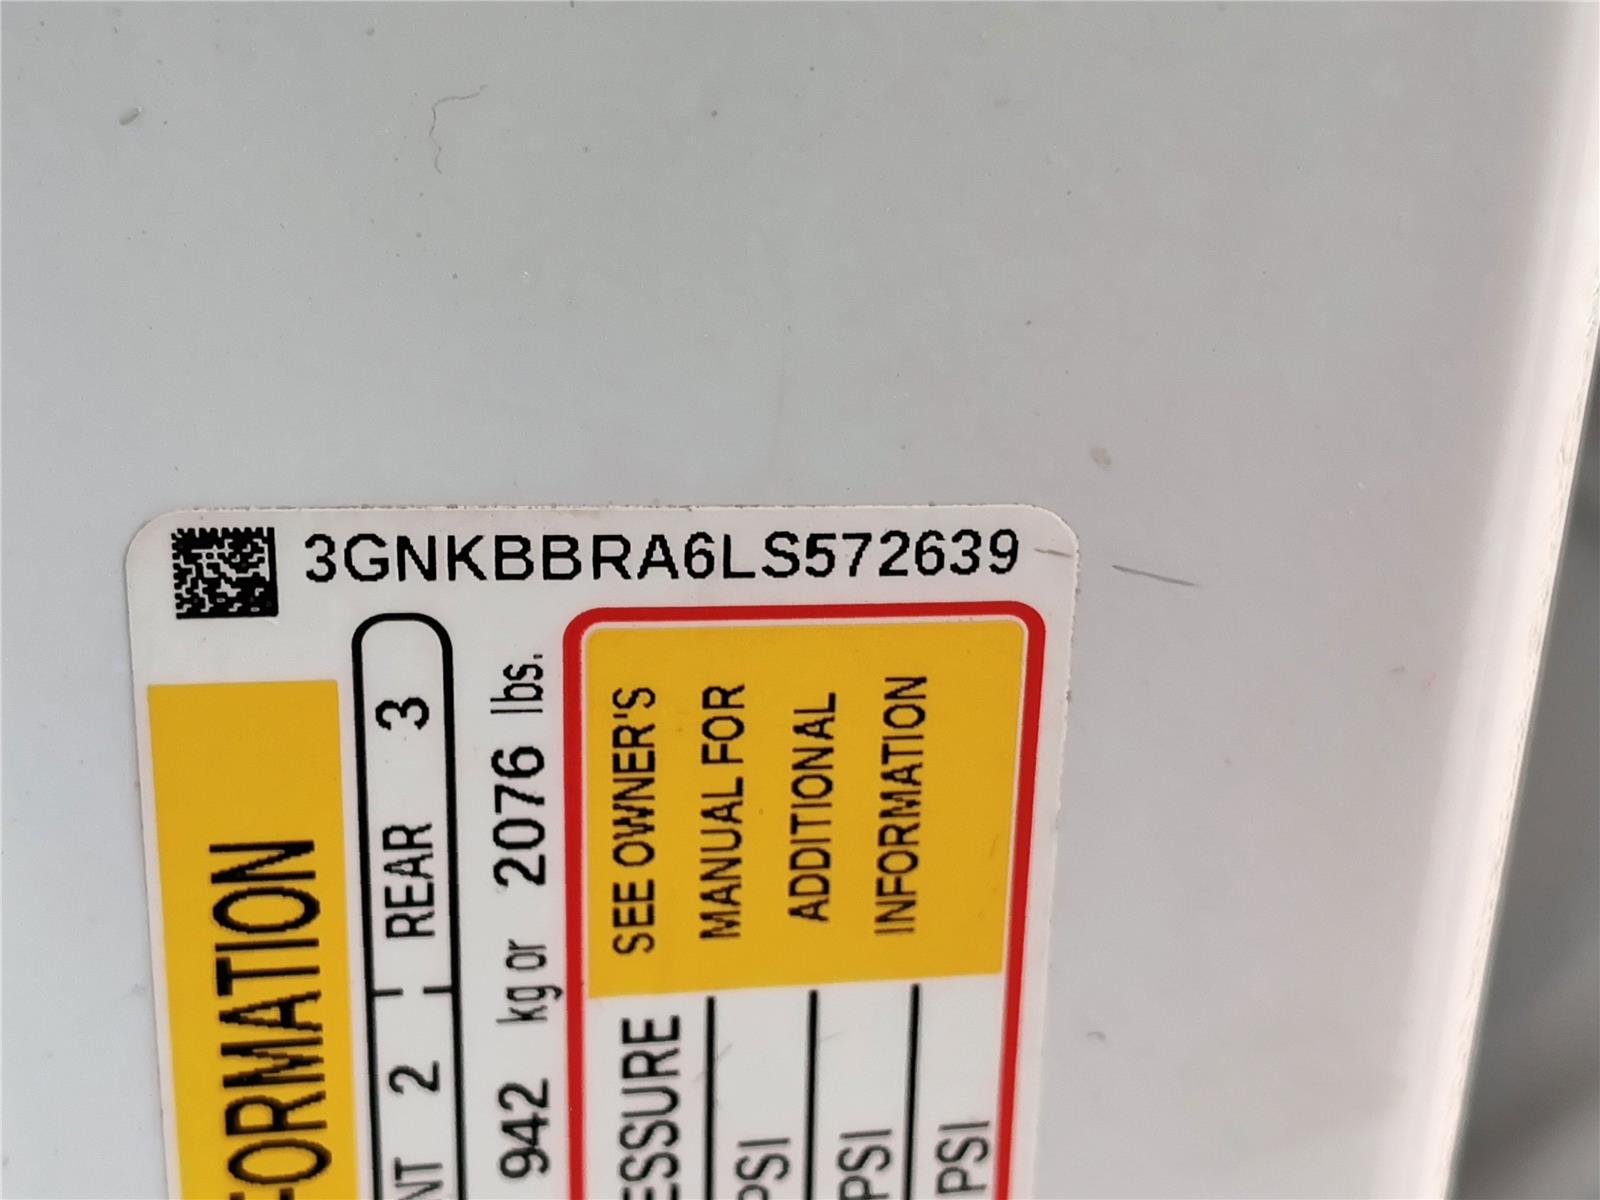 3GNKBBRA6LS572639
FORMATION
NT 2 REAR 3
942 kg or 2076 lbs.
ESSURE
SEE OWNER'S
MANUAL FOR
ADDITIONAL
INFORMATION
PSI
PSI
PSI